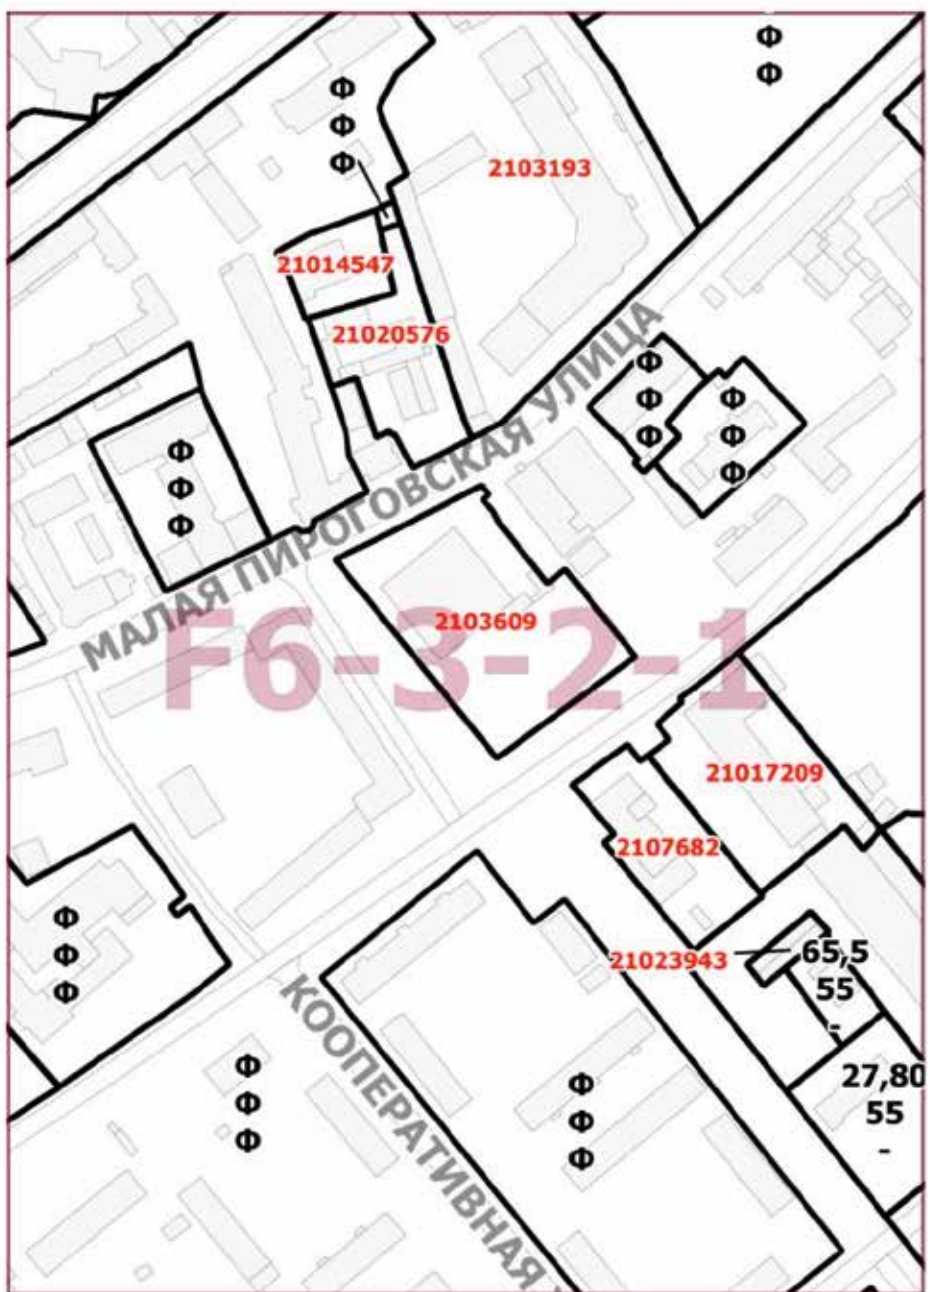 Ф
Ф
Ф
Ф
Ф
2103193
21014547
21020576
МАЛАЯ ПИРОГОВСКАЯ УЛИЦА
Ф
Ф
Ф
Ф
Ф
Ф
Ф
Ф
Ф
2103609
F6-3-2-1
21017209
2107682
Ф
Ф
Ф
21023943
65,5
55
-
27,80
55
-
КООПЕРАТИВНАЯ
Ф
Ф
Ф
Ф
Ф
Ф